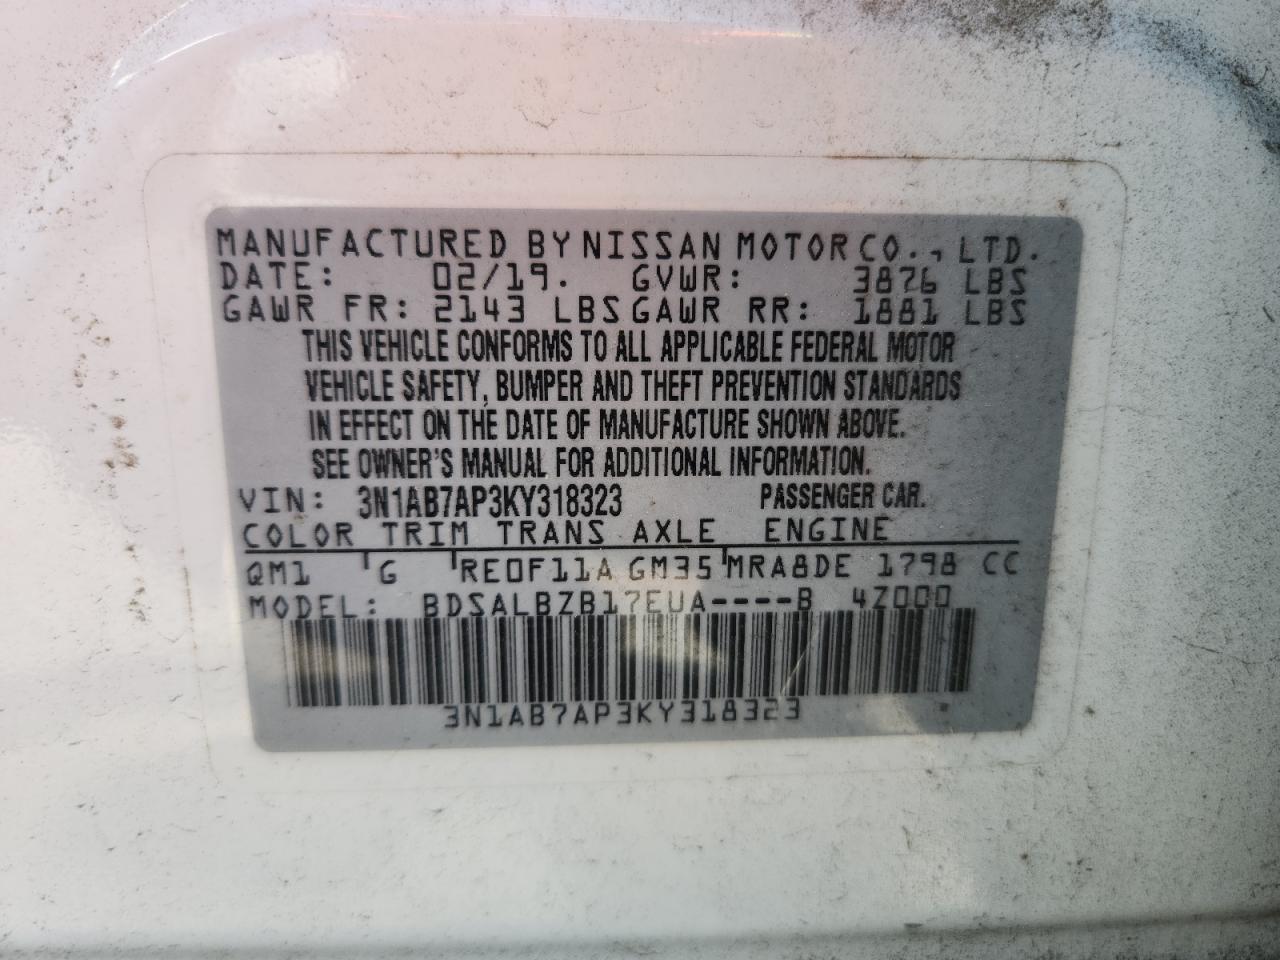 MANUFACTURED BY NISSAN MOTOR CO., LTD.
DATE: 02/19. GVWR: 3876 LBS
GAWR FR: 2143 LBS GAWR RR: 1881 LBS
THIS VEHICLE CONFORMS TO ALL APPLICABLE FEDERAL MOTOR
VEHICLE SAFETY, BUMPER AND THEFT PREVENTION STANDARDS
IN EFFECT ON THE DATE OF MANUFACTURE SHOWN ABOVE.
SEE OWNER'S MANUAL FOR ADDITIONAL INFORMATION.
VIN: 3N1AB7AP3KY318323 PASSENGER CAR.
COLOR TRIM TRANS AXLE ENGINE
QM1 G RE0F11A GM35 MRA8DE 1798 CC
MODEL: BDSALBZB17EUA----B 4Z000
3N1AB7AP3KY318323